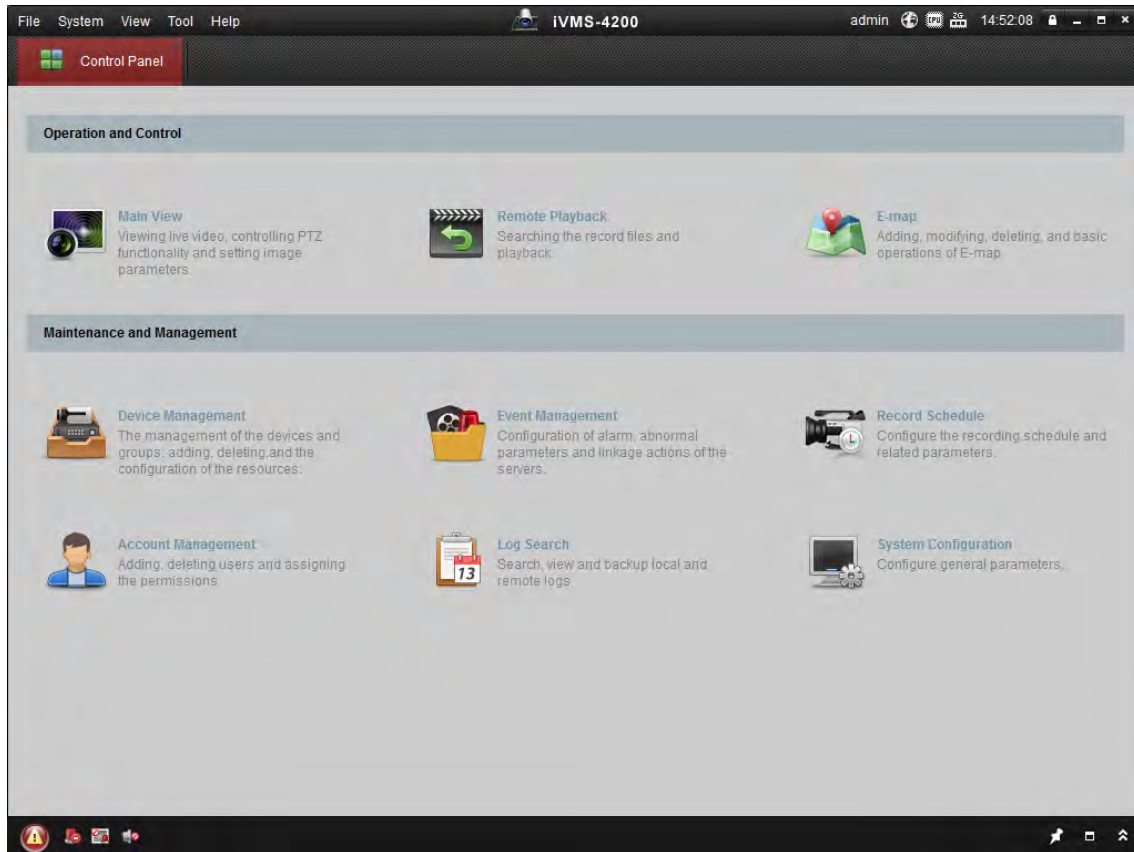 File System View Tool Help iVMS-4200 admin CPU 2G 14:52:08
Control Panel
Operation and Control
Main View
Viewing live video, controlling PTZ
functionality and setting image
parameters.
Remote Playback
Searching the record files and
playback.
E-map
Adding, modifying, deleting, and basic
operations of E-map
Maintenance and Management
Device Management
The management of the devices and
groups: adding, deleting,and the
configuration of the resources.
Event Management
Configuration of alarm, abnormal
parameters and linkage actions of the
servers.
Record Schedule
Configure the recording schedule and
related parameters.
Account Management
Adding, deleting users and assigning
the permissions.
Log Search
Search, view and backup local and
remote logs
13
System Configuration
Configure general parameters,